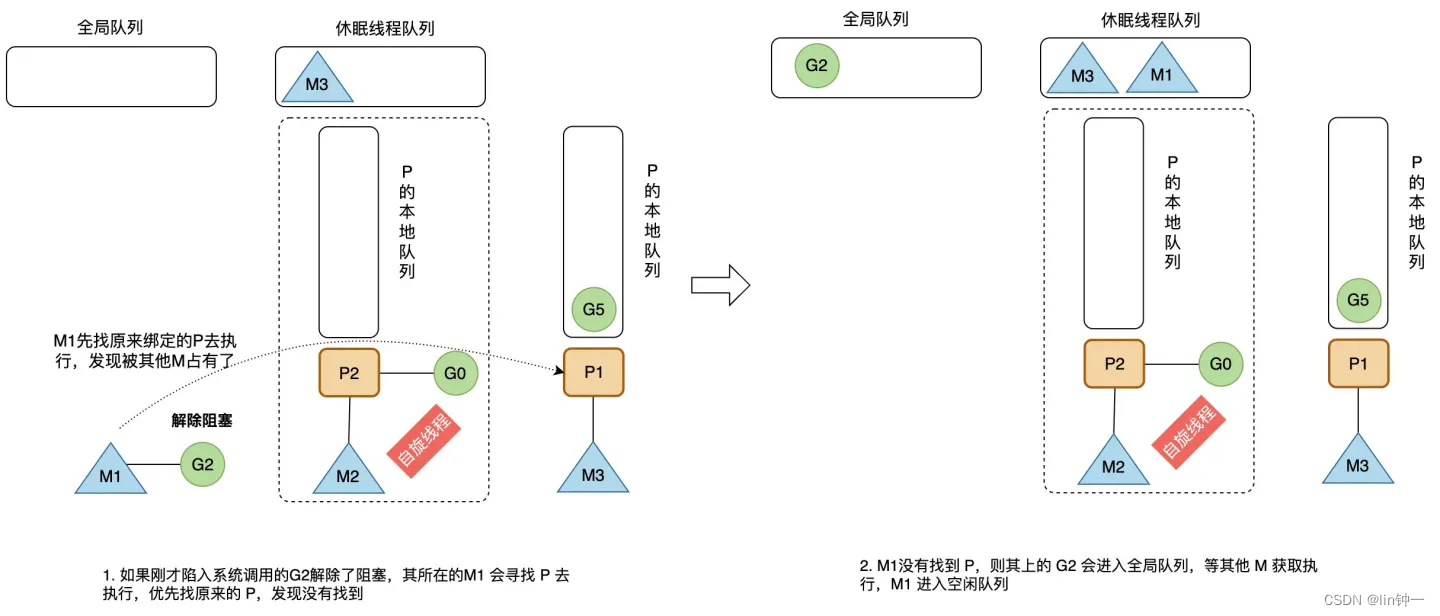 全局队列
休眠线程队列
M3
P
的
本
地
队
列
P
的
本
地
队
列
G5
M1先找原来绑定的P去执
行，发现被其他M占有了
P2
G0
P1
解除阻塞
自旋线程
M1
G2
M2
M3
1. 如果刚才陷入系统调用的G2解除了阻塞，其所在的M1 会寻找 P 去
执行，优先找原来的 P，发现没有找到
全局队列
休眠线程队列
G2
M3
M1
P
的
本
地
队
列
P
的
本
地
队
列
G5
P2
G0
P1
自旋线程
M2
M3
2. M1没有找到 P，则其上的 G2 会进入全局队列，等其他 M 获取执
行，M1 进入空闲队列
CSDN @lin钟一